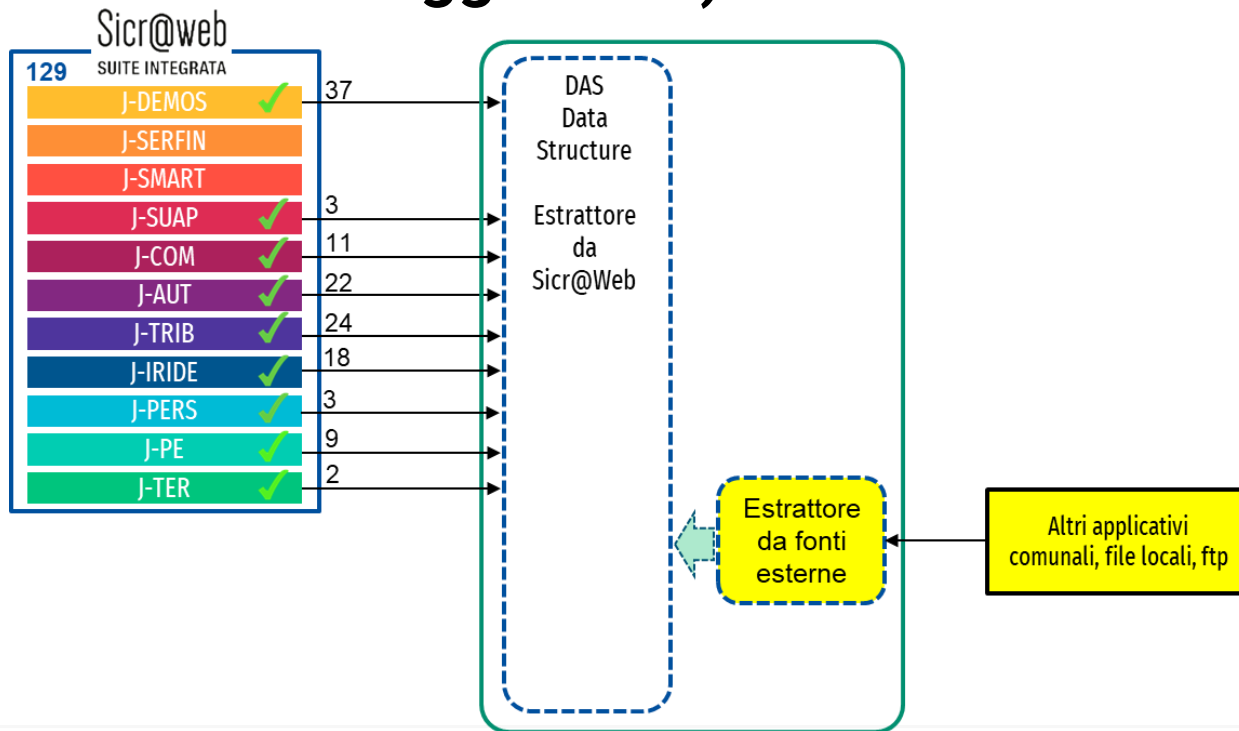 Sicr@web
SUITE INTEGRATA
129
J-DEMOS
37
J-SERFIN
J-SMART
J-SUAP
3
J-COM
11
J-AUT
22
J-TRIB
24
J-IRIDE
18
J-PERS
3
J-PE
9
J-TER
2
DAS
Data
Structure
Estrattore
da
Sicr@Web
Estrattore
da fonti
esterne
Altri applicativi
comunali, file locali, ftp